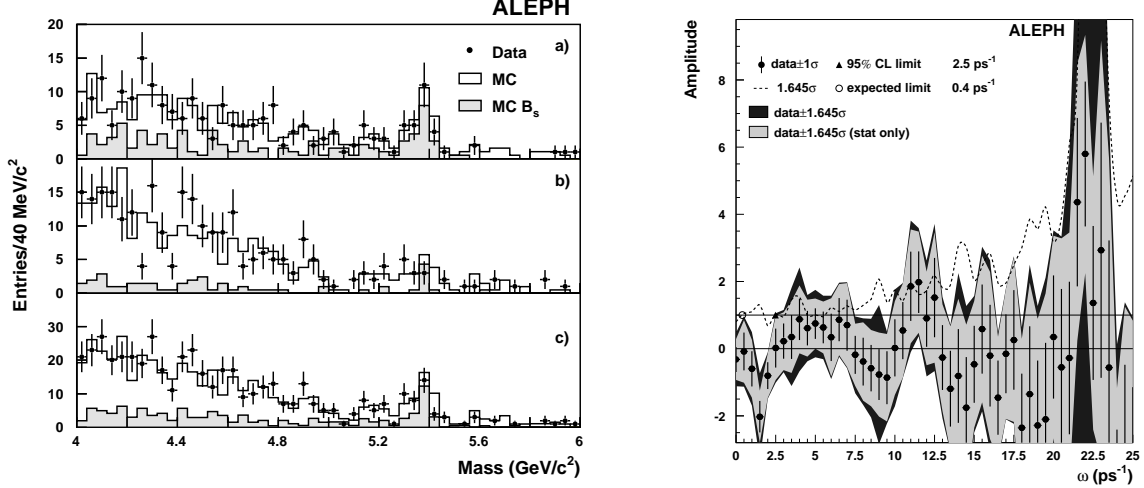 ALEPH
Entries/40 MeV/c²
20
15
10
5
0
a)
Data
MC
MC Bs
15
10
5
0
b)
30
20
10
0
c)
4 4.4 4.8 5.2 5.6 6
Mass (GeV/c²)
ALEPH
Amplitude
data±1σ
95% CL limit 2.5 ps⁻¹
1.645σ
expected limit 0.4 ps⁻¹
data±1.645σ
data±1.645σ (stat only)
8
6
4
2
0
-2
0 2.5 5 7.5 10 12.5 15 17.5 20 22.5 25
ω (ps⁻¹)